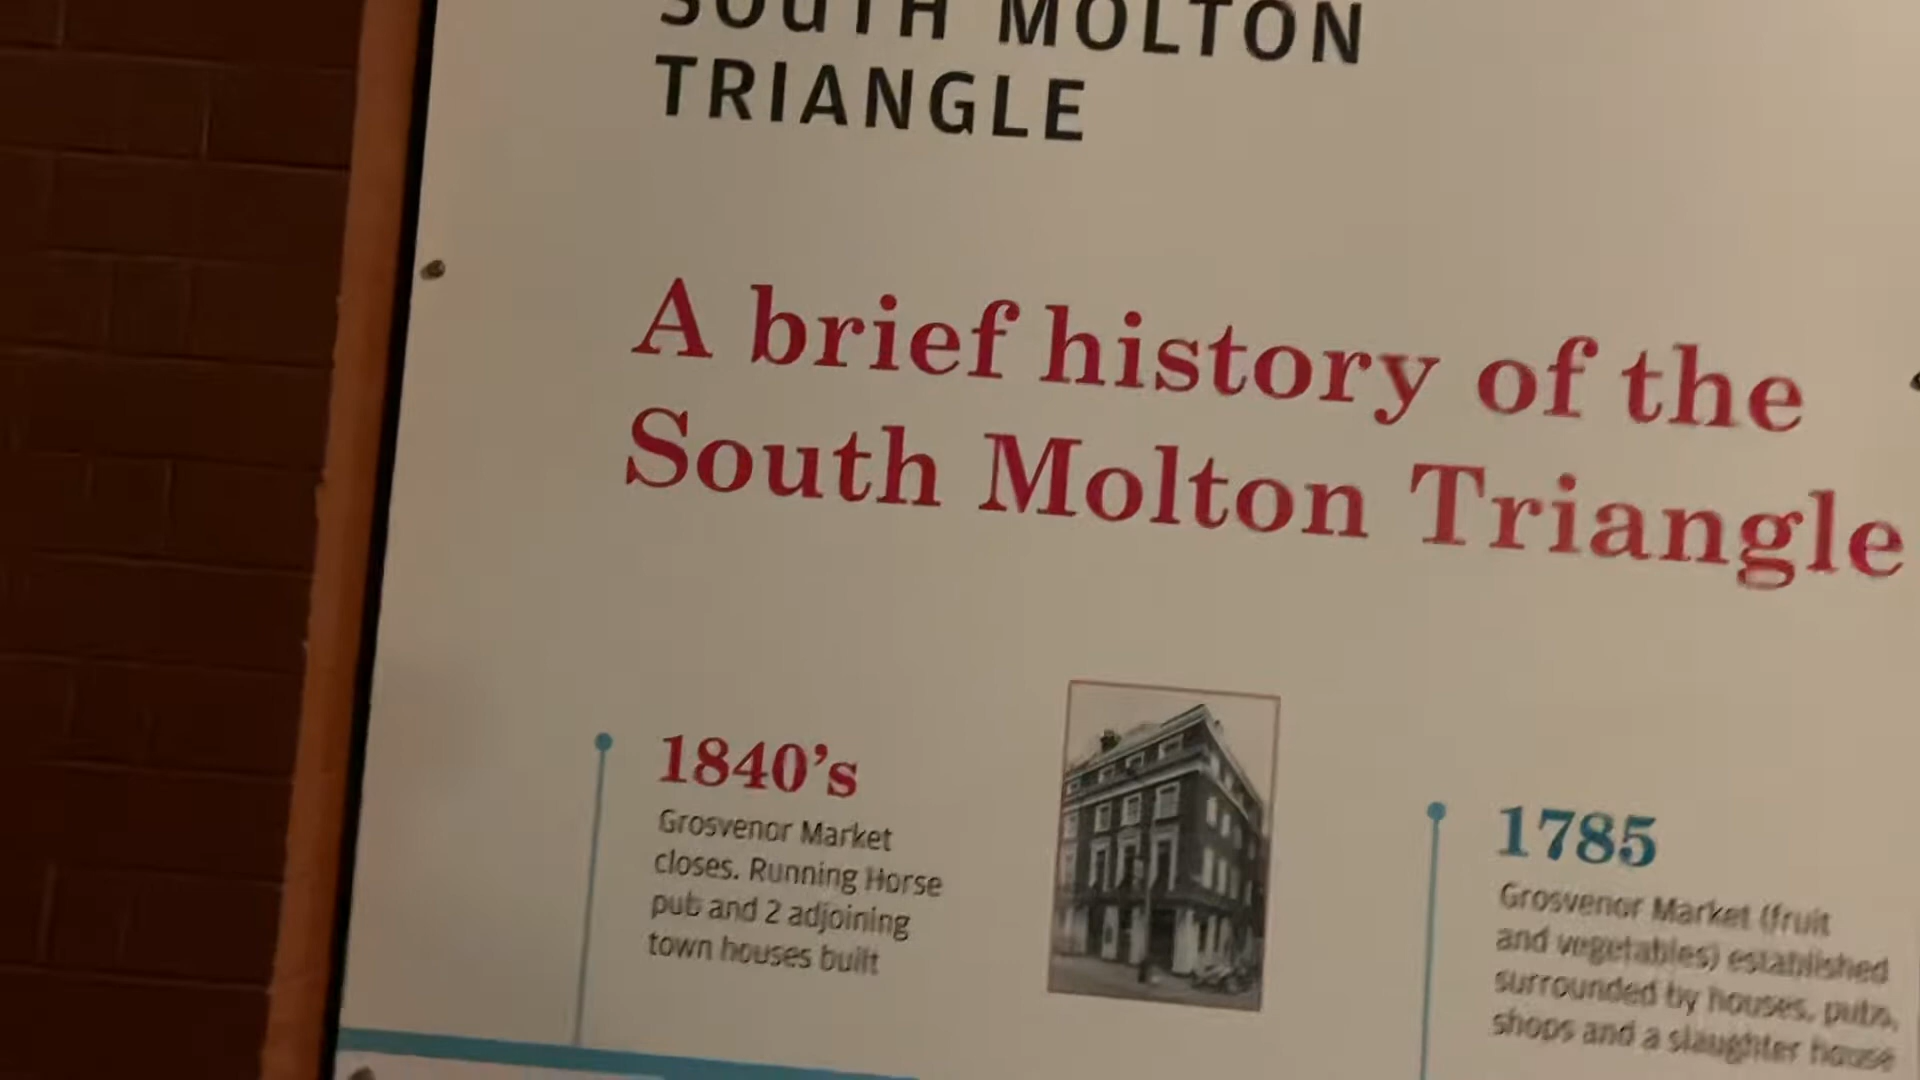 SOUTH MOLTON
TRIANGLE
A brief history of the
South Molton Triangle
1840's
Grosvenor Market
closes. Running Horse
pub and 2 adjoining
town houses built
1785
Grosvenor Market (fruit
and vegetables) established
surrounded by houses, pubs,
shops and a slaughter house